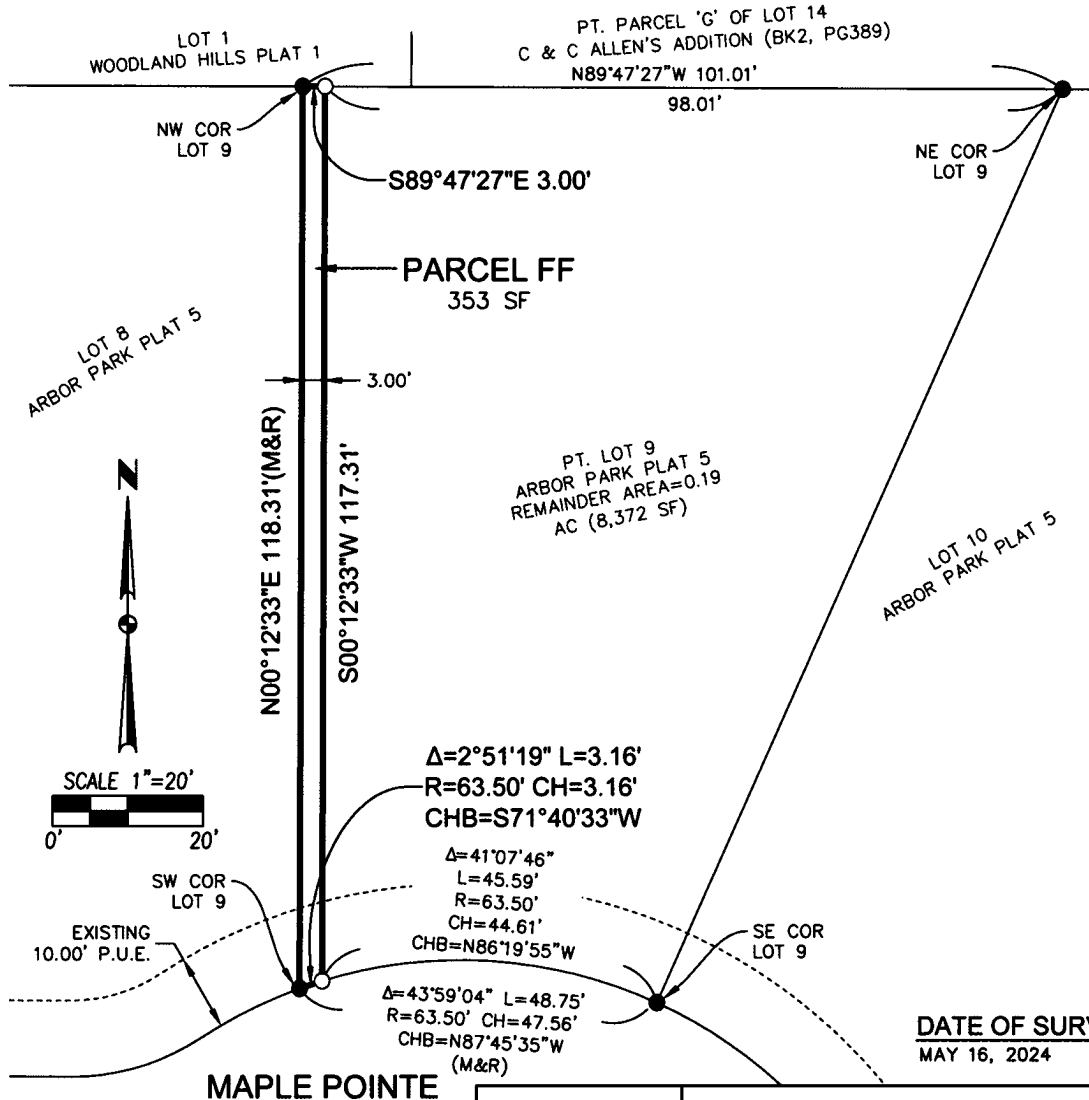 LOT 1
WOODLAND HILLS PLAT 1
PT. PARCEL 'G' OF LOT 14
C & C ALLEN'S ADDITION (BK2, PG389)
N89°47'27"W 101.01'
98.01'
NW COR
LOT 9
NE COR
LOT 9
S89°47'27"E 3.00'
PARCEL FF
353 SF
LOT 8
ARBOR PARK PLAT 5
3.00'
N00°12'33"E 118.31'(M&R)
S00°12'33"W 117.31'
PT. LOT 9
ARBOR PARK PLAT 5
REMAINDER AREA=0.19
AC (8,372 SF)
LOT 10
ARBOR PARK PLAT 5
N
SCALE 1"=20'
0'
20'
Δ=2°51'19" L=3.16'
R=63.50' CH=3.16'
CHB=S71°40'33"W
Δ=41°07'46"
L=45.59'
R=63.50'
CH=44.61'
CHB=N86°19'55"W
SW COR
LOT 9
EXISTING
10.00' P.U.E.
SE COR
LOT 9
Δ=43°59'04" L=48.75'
R=63.50' CH=47.56'
CHB=N87°45'35"W
(M&R)
DATE OF SUR
MAY 16, 2024
MAPLE POINTE